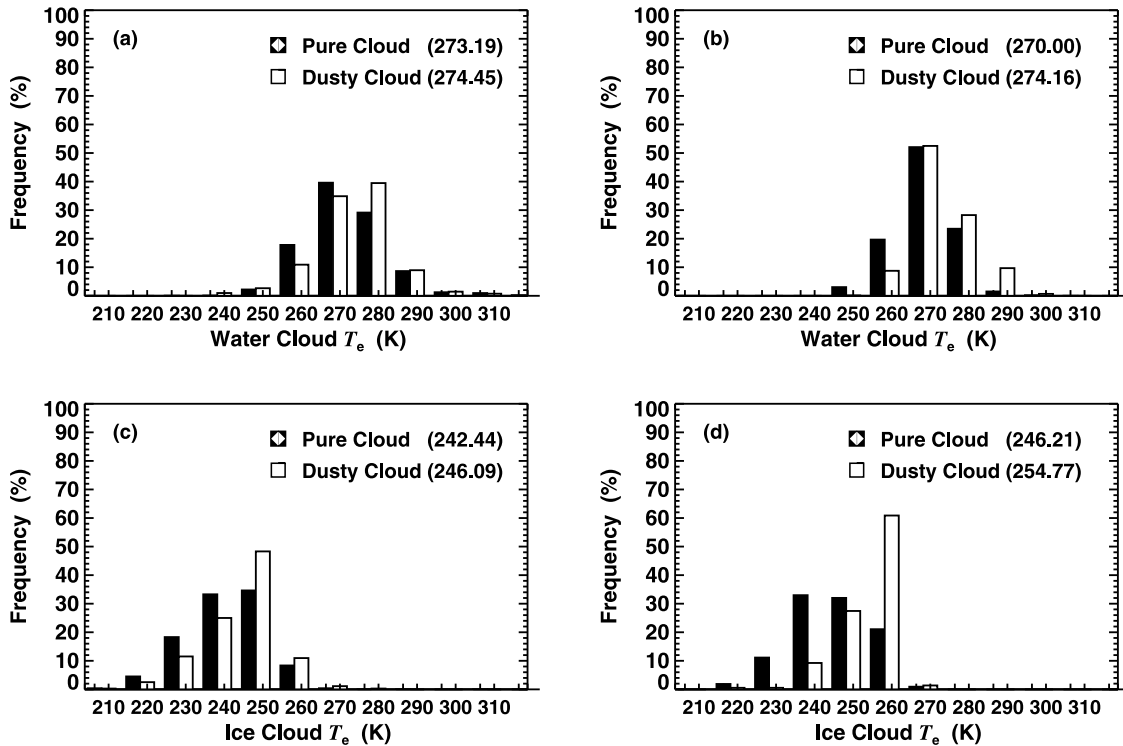 (a)
Pure Cloud (273.19)
Dusty Cloud (274.45)
Frequency (%)
100
90
80
70
60
50
40
30
20
10
0
210 220 230 240 250 260 270 280 290 300 310
Water Cloud Te (K)
(b)
Pure Cloud (270.00)
Dusty Cloud (274.16)
Frequency (%)
100
90
80
70
60
50
40
30
20
10
0
210 220 230 240 250 260 270 280 290 300 310
Water Cloud Te (K)
(c)
Pure Cloud (242.44)
Dusty Cloud (246.09)
Frequency (%)
100
90
80
70
60
50
40
30
20
10
0
210 220 230 240 250 260 270 280 290 300 310
Ice Cloud Te (K)
(d)
Pure Cloud (246.21)
Dusty Cloud (254.77)
Frequency (%)
100
90
80
70
60
50
40
30
20
10
0
210 220 230 240 250 260 270 280 290 300 310
Ice Cloud Te (K)